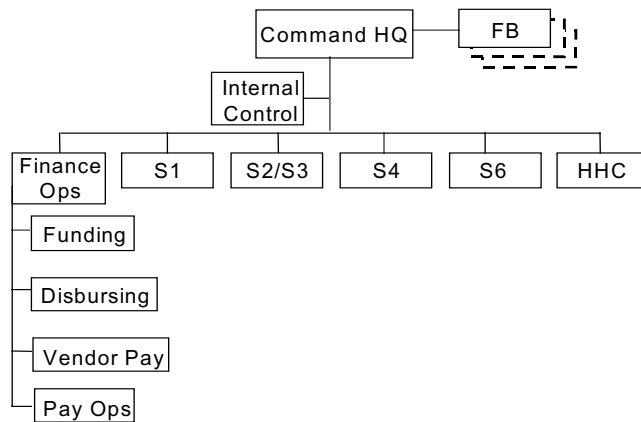 Command HQ
FB
Internal
Control
Finance
Ops
S1
S2/S3
S4
S6
HHC
Funding
Disbursing
Vendor Pay
Pay Ops